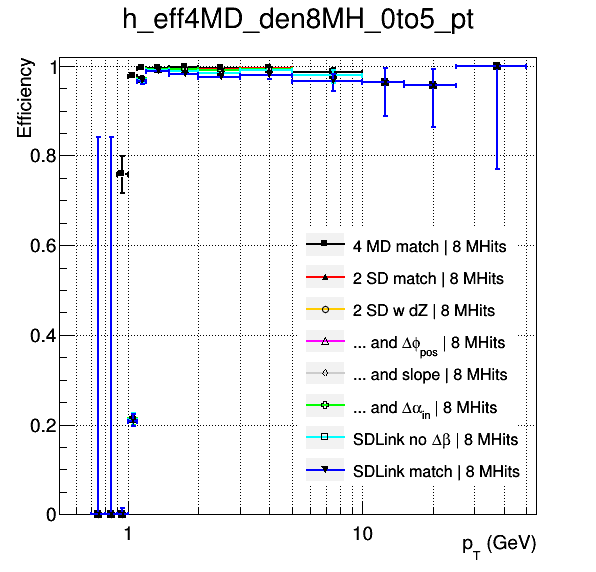 h_eff4MD_den8MH_0to5_pt
Efficiency
1
0.8
0.6
0.4
0.2
0
4 MD match | 8 MHits
2 SD match | 8 MHits
2 SD w dZ | 8 MHits
... and Δϕpos | 8 MHits
... and slope | 8 MHits
... and Δαin | 8 MHits
SDLink no Δβ | 8 MHits
SDLink match | 8 MHits
1 10
pT (GeV)